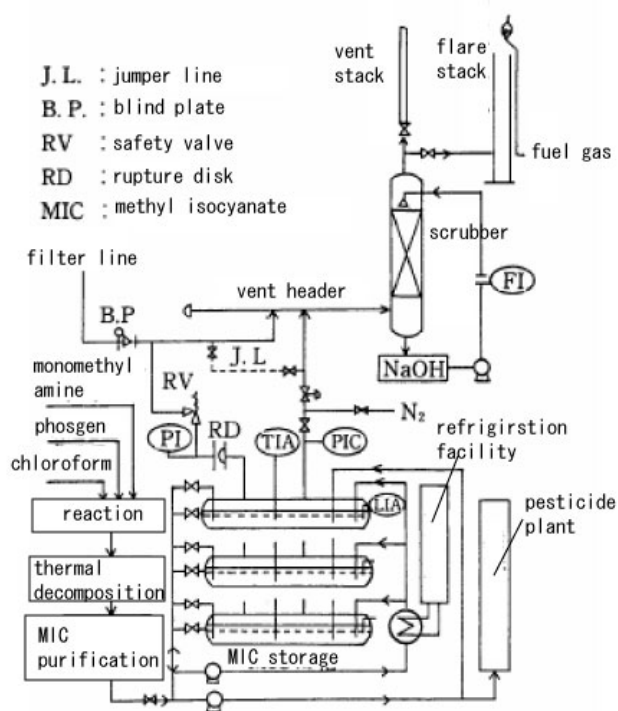 J. L. : jumper line
B. P. : blind plate
RV : safety valve
RD : rupture disk
MIC : methyl isocyanate
vent
stack
flare
stack
fuel gas
scrubber
filter line
vent header
FI
B.P
J. L
NaOH
monomethyl
amine
RV
N₂
phosgen
PI
RD
TIA
PIC
refrigirstion
facility
chloroform
LIA
pesticide
plant
reaction
thermal
decomposition
MIC
purification
MIC storage